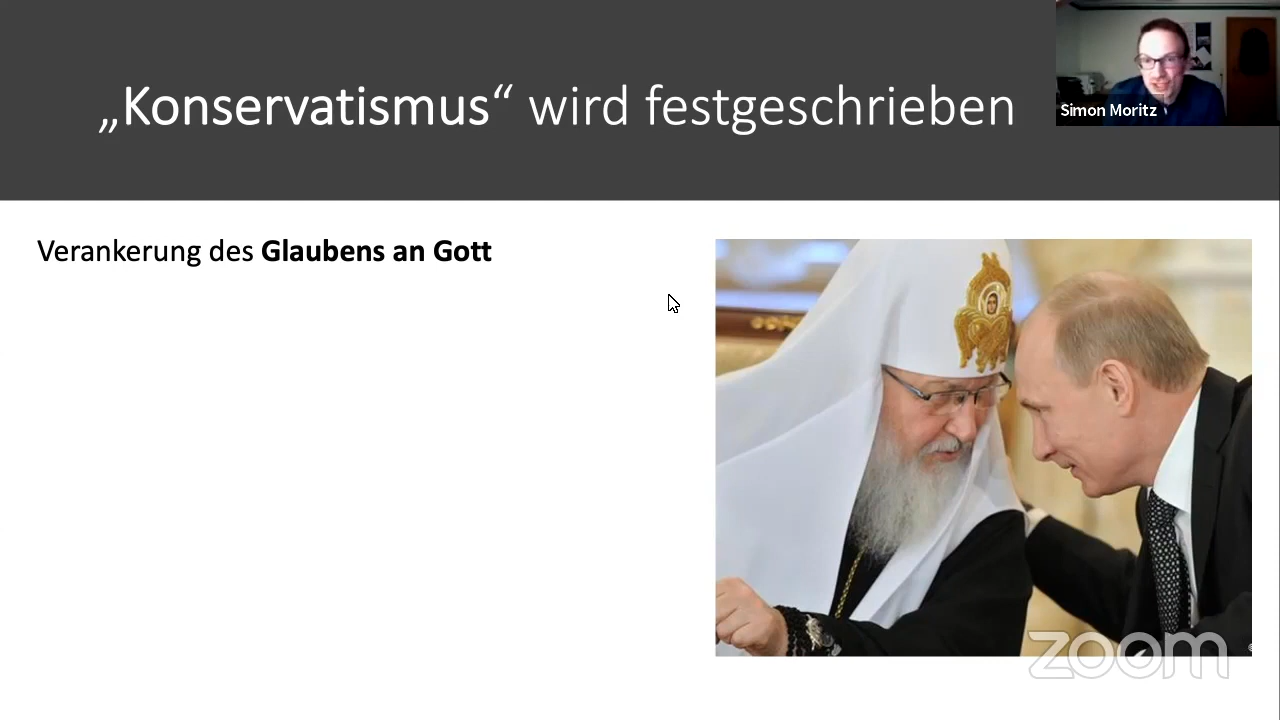 „Konservatismus“ wird festgeschrieben
Simon Moritz
Verankerung des Glaubens an Gott
zoom